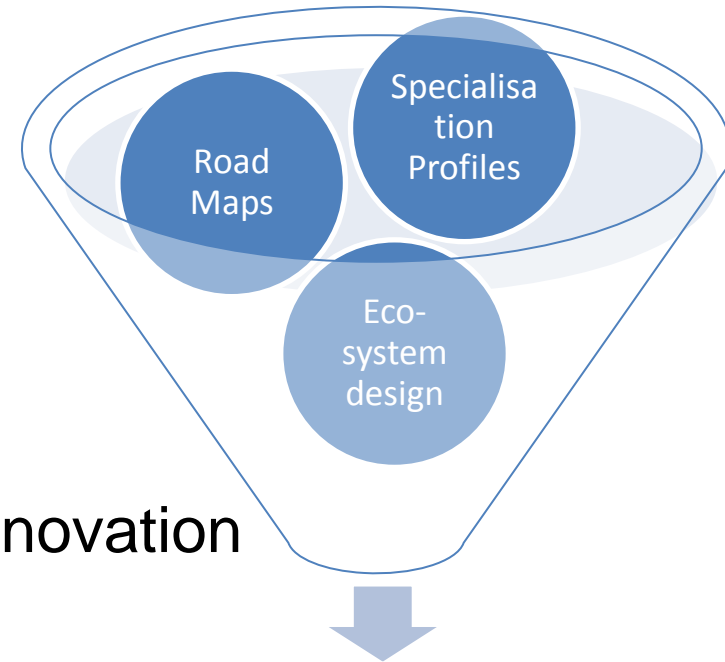 Specialisa
tion
Profiles
Road
Maps
Eco-
system
design
novation